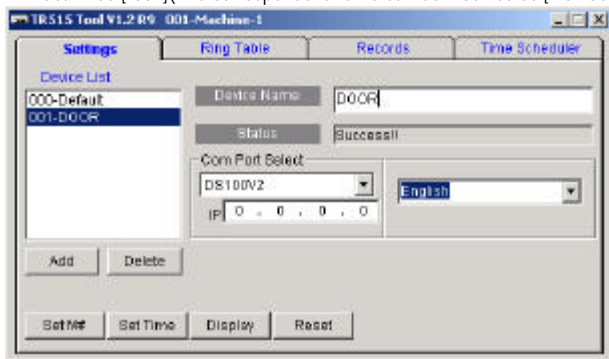 TR515 Tool V1.2 R9 001-Machine-1
Settings Ring Table Records Time Scheduler
Device List
000-Default
001-DOOR
Device Name DOOR
Status Success!!
Com Port Select
DS100V2
English
IP 0 . 0 . 0 . 0
Add Delete
Set M# Set Time Display Reset